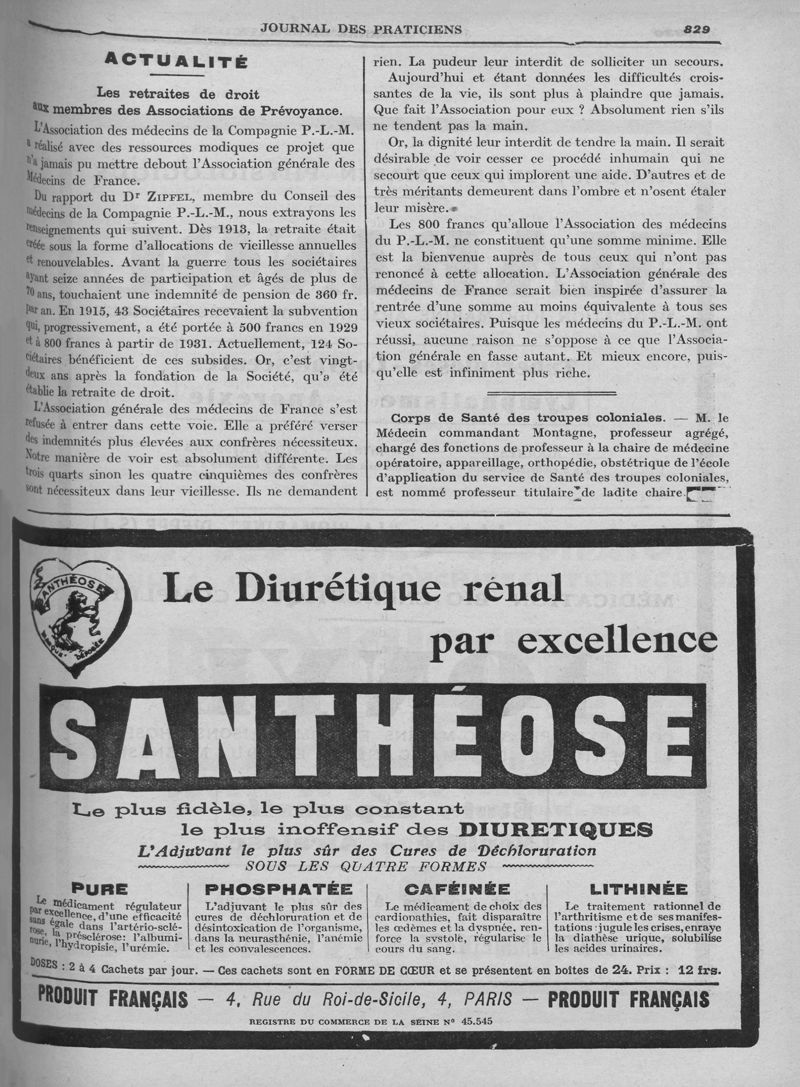 JOURNAL DES PRATICIENS 829
ACTUALITÉ
Les retraites de droit
aux membres des Associations de Prévoyance.
L'Association des médecins de la Compagnie P.-L.-M.
a réalisé avec des ressources modiques ce projet que
n'a jamais pu mettre debout l'Association générale des
Médecins de France.
Du rapport du Dr ZIPFEL, membre du Conseil des
médecins de la Compagnie P.-L.-M., nous extrayons les
renseignements qui suivent. Dès 1913, la retraite était
créée sous la forme d'allocations de vieillesse annuelles
et renouvelables. Avant la guerre tous les sociétaires
ayant seize années de participation et âgés de plus de
70 ans, touchaient une indemnité de pension de 360 fr.
par an. En 1915, 43 Sociétaires recevaient la subvention
qui, progressivement, a été portée à 500 francs en 1929
et à 800 francs à partir de 1931. Actuellement, 124 So-
ciétaires bénéficient de ces subsides. Or, c'est vingt-
deux ans après la fondation de la Société, qu'a été
établie la retraite de droit.
L'Association générale des médecins de France s'est
refusée à entrer dans cette voie. Elle a préféré verser
des indemnités plus élevées aux confrères nécessiteux.
Notre manière de voir est absolument différente. Les
trois quarts sinon les quatre cinquièmes des confrères
sont nécessiteux dans leur vieillesse. Ils ne demandent
rien. La pudeur leur interdit de solliciter un secours.
Aujourd'hui et étant données les difficultés crois-
santes de la vie, ils sont plus à plaindre que jamais.
Que fait l'Association pour eux ? Absolument rien s'ils
ne tendent pas la main.
Or, la dignité leur interdit de tendre la main. Il serait
désirable de voir cesser ce procédé inhumain qui ne
secourt que ceux qui implorent une aide. D'autres et de
très méritants demeurent dans l'ombre et n'osent étaler
leur misère.
Les 800 francs qu'alloue l'Association des médecins
du P.-L.-M. ne constituent qu'une somme minime. Elle
est la bienvenue auprès de tous ceux qui n'ont pas
renoncé à cette allocation. L'Association générale des
médecins de France serait bien inspirée d'assurer la
rentrée d'une somme au moins équivalente à tous ses
vieux sociétaires. Puisque les médecins du P.-L.-M. ont
réussi, aucune raison ne s'oppose à ce que l'Associa-
tion générale en fasse autant. Et mieux encore, puis-
qu'elle est infiniment plus riche.
Corps de Santé des troupes coloniales. — M. le
Médecin commandant Montagne, professeur agrégé,
chargé des fonctions de professeur à la chaire de médecine
opératoire, appareillage, orthopédie, obstétrique de l'école
d'application du service de Santé des troupes coloniales,
est nommé professeur titulaire de ladite chaire.
SANTHÉOSE
MARQUE DÉPOSÉE
Le Diurétique rénal
par excellence
SANTHÉOSE
Le plus fidèle, le plus constant
le plus inoffensif des DIURETIQUES
L'Adjuvant le plus sûr des Cures de Déchloruration
SOUS LES QUATRE FORMES
PURE
Le médicament régulateur
par excellence, d'une efficacité
sans égale dans l'artério-sclé-
rose, la présclérose: l'albumi-
nurie, l'hydropisie, l'urémie.
PHOSPHATÉE
L'adjuvant le plus sûr des
cures de déchloruration et de
désintoxication de l'organisme,
dans la neurasthénie, l'anémie
et les convalescences.
CAFÉINÉE
Le médicament de choix des
cardiopathies, fait disparaître
les œdèmes et la dyspnée, ren-
force la systole, régularise le
cours du sang.
LITHINÉE
Le traitement rationnel de
l'arthritisme et de ses manifes-
tations : jugule les crises, enraye
la diathèse urique, solubilise
les acides urinaires.
DOSES : 2 à 4 Cachets par jour. — Ces cachets sont en FORME DE CŒUR et se présentent en boîtes de 24. Prix : 12 frs.
PRODUIT FRANÇAIS — 4, Rue du Roi-de-Sicile, 4, PARIS — PRODUIT FRANÇAIS
REGISTRE DU COMMERCE DE LA SEINE N° 45.545